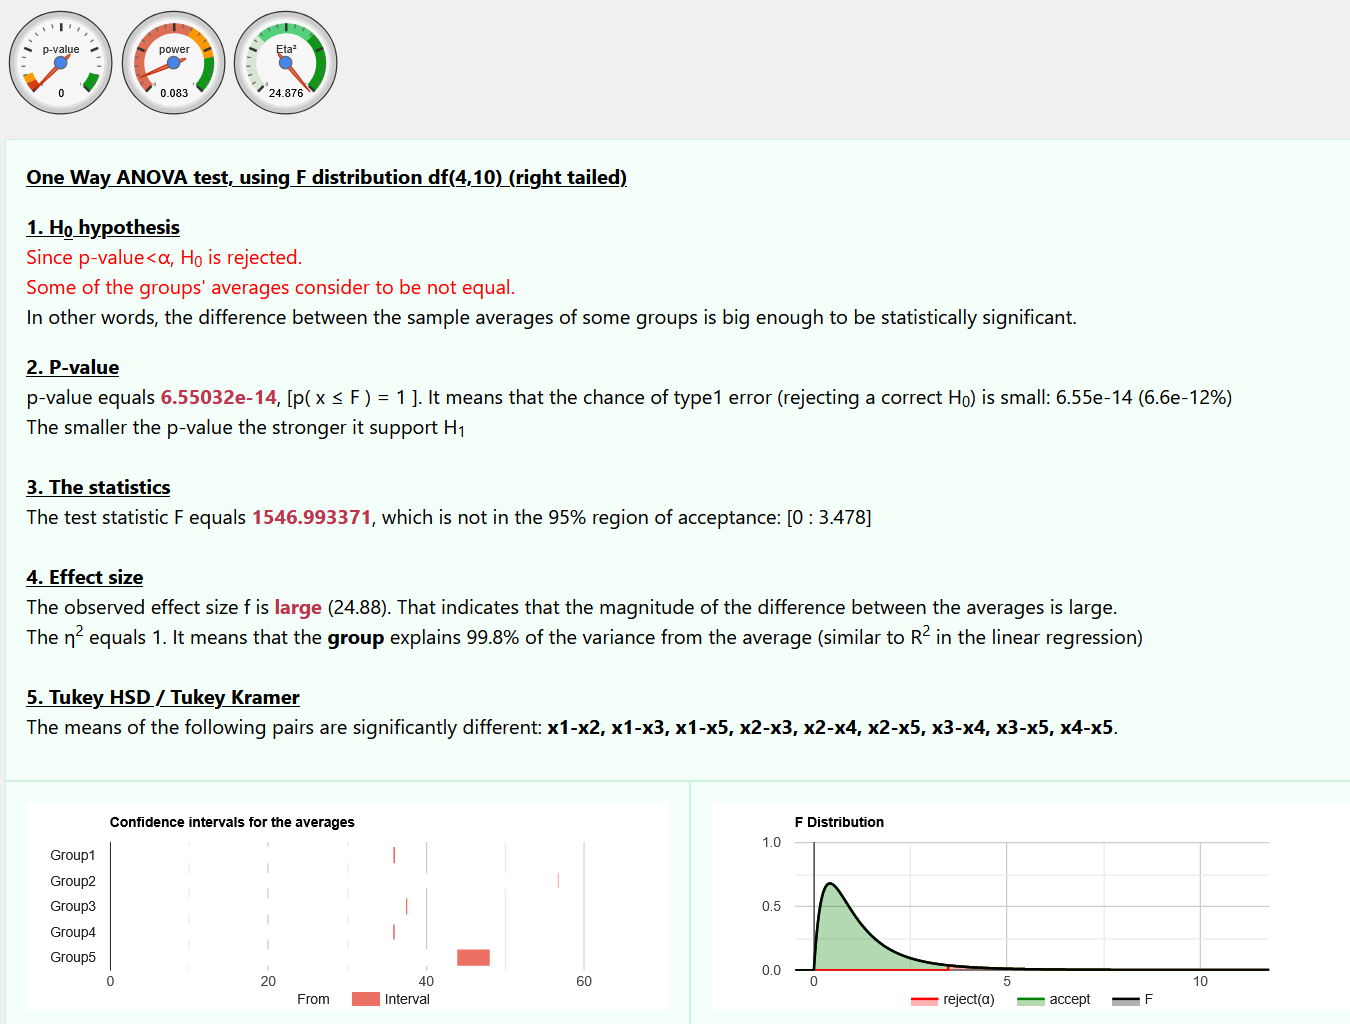 p-value power Eta²
0 0.083 24.876
One Way ANOVA test, using F distribution df(4,10) (right tailed)
1. H₀ hypothesis
Since p-value<α, H₀ is rejected.
Some of the groups' averages consider to be not equal.
In other words, the difference between the sample averages of some groups is big enough to be statistically significant.
2. P-value
p-value equals 6.55032e-14, [p( x ≤ F ) = 1 ]. It means that the chance of type1 error (rejecting a correct H₀) is small: 6.55e-14 (6.6e-12%)
The smaller the p-value the stronger it support H₁
3. The statistics
The test statistic F equals 1546.993371, which is not in the 95% region of acceptance: [0 : 3.478]
4. Effect size
The observed effect size f is large (24.88). That indicates that the magnitude of the difference between the averages is large.
The η² equals 1. It means that the group explains 99.8% of the variance from the average (similar to R² in the linear regression)
5. Tukey HSD / Tukey Kramer
The means of the following pairs are significantly different: x1-x2, x1-x3, x1-x5, x2-x3, x2-x4, x2-x5, x3-x4, x3-x5, x4-x5.
Confidence intervals for the averages
Group1
Group2
Group3
Group4
Group5
0 20 40 60
From Interval
F Distribution
1.0
0.5
0.0
0 5 10
reject(α) accept F